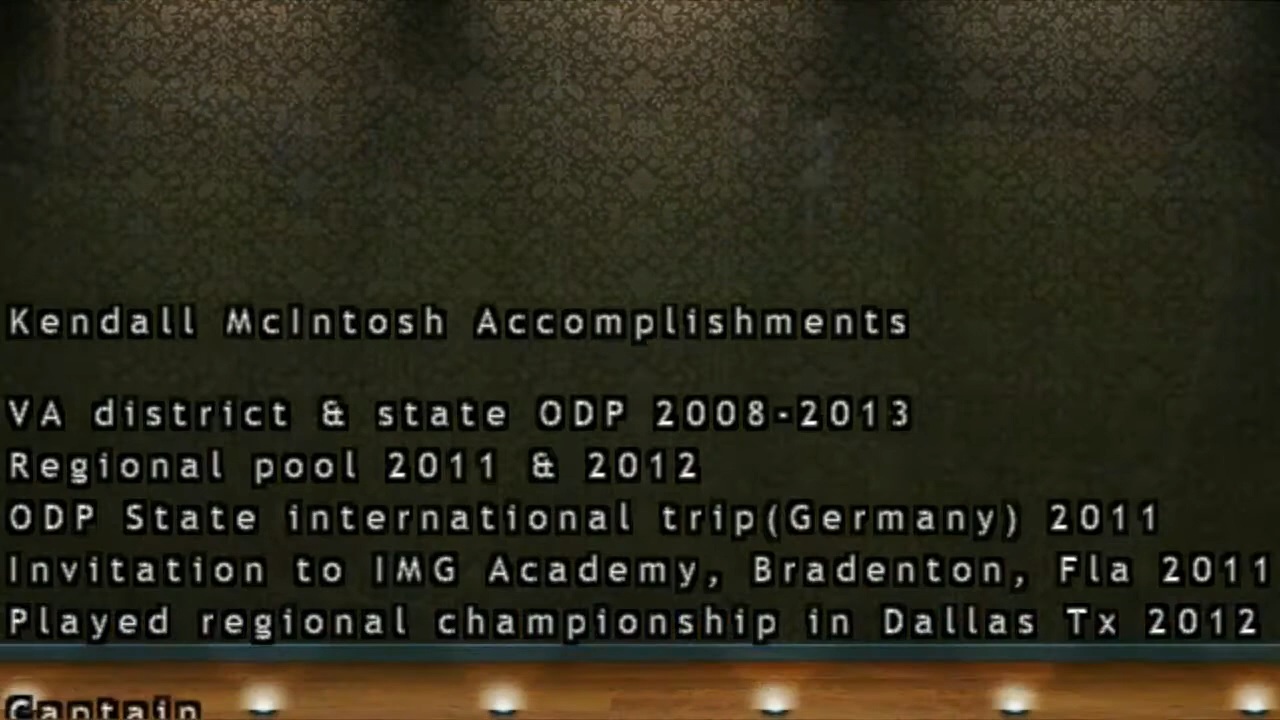 Kendall McIntosh Accomplishments
VA district & state ODP 2008-2013
Regional pool 2011 & 2012
ODP State international trip(Germany) 2011
Invitation to IMG Academy, Bradenton, Fla 2011
Played regional championship in Dallas Tx 2012
Captain